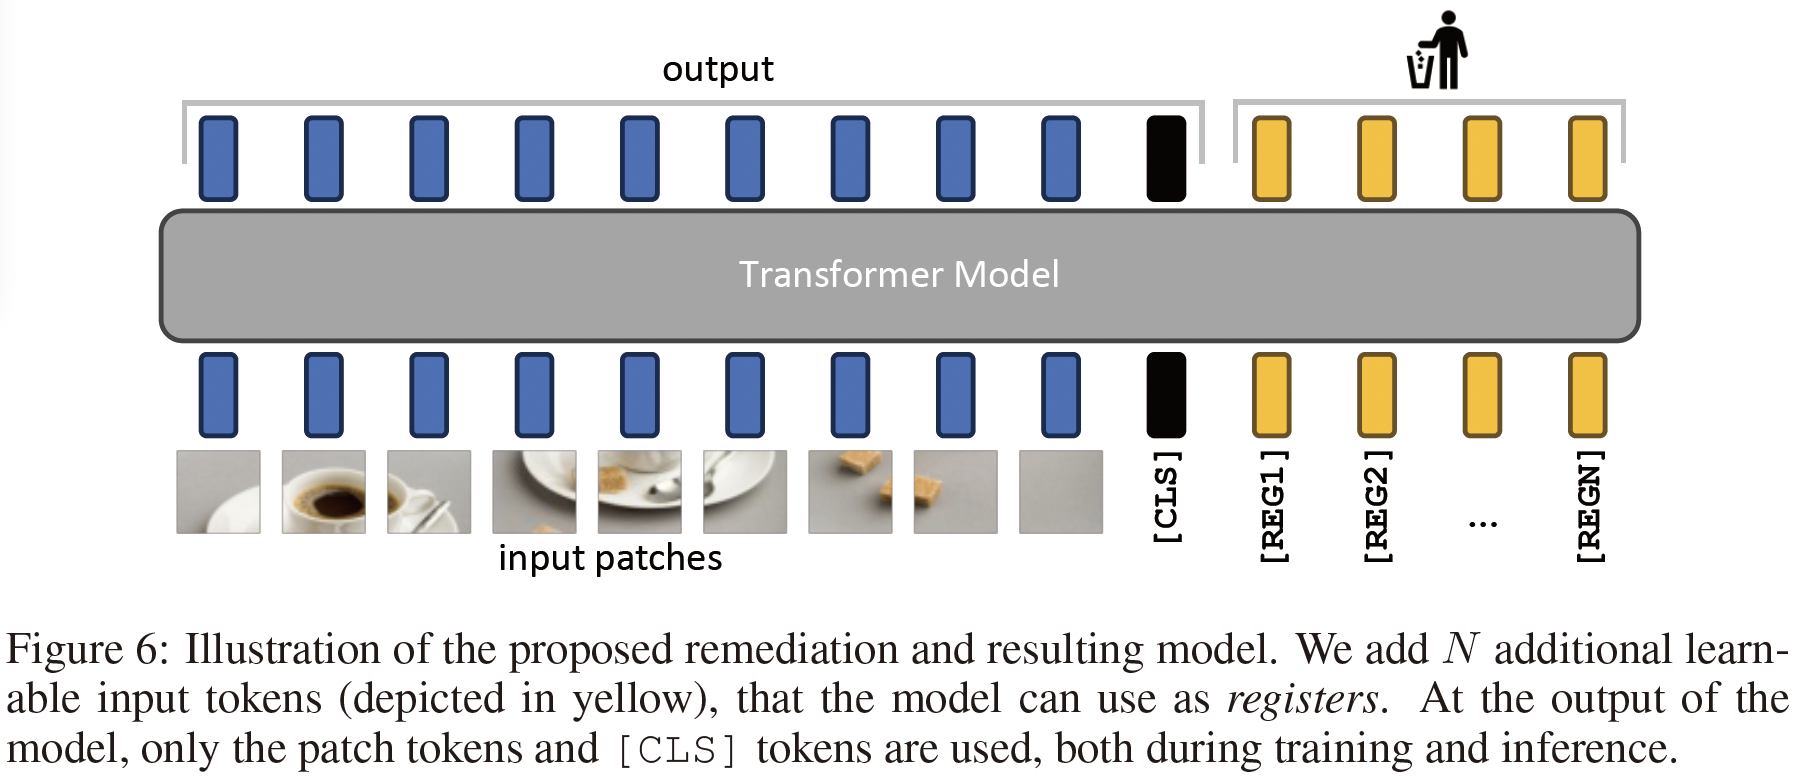 output
Transformer Model
[CLS]
[REG1]
[REG2]
...
[REGN]
input patches
Figure 6: Illustration of the proposed remediation and resulting model. We add N additional learn-
able input tokens (depicted in yellow), that the model can use as registers. At the output of the
model, only the patch tokens and [CLS] tokens are used, both during training and inference.